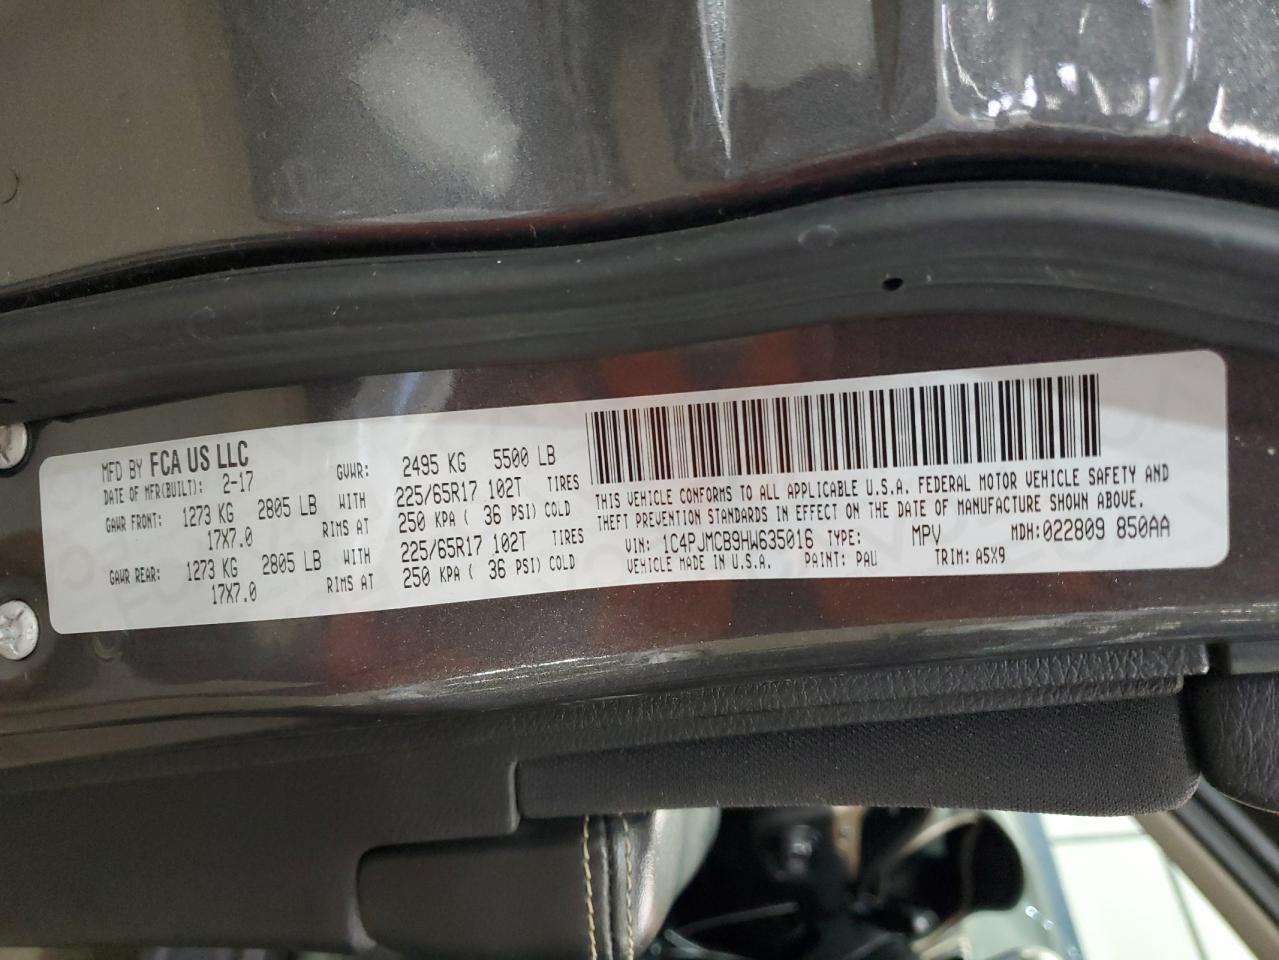 MFD BY FCA US LLC
DATE OF MFR(BUILT): 2-17 GVWR: 2495 KG 5500 LB
GAWR FRONT: 1273 KG 2805 LB WITH 225/65R17 102T TIRES
17X7.0 RIMS AT 250 KPA ( 36 PSI) COLD
GAWR REAR: 1273 KG 2805 LB WITH 225/65R17 102T TIRES
17X7.0 RIMS AT 250 KPA ( 36 PSI) COLD
THIS VEHICLE CONFORMS TO ALL APPLICABLE U.S.A. FEDERAL MOTOR VEHICLE SAFETY AND
THEFT PREVENTION STANDARDS IN EFFECT ON THE DATE OF MANUFACTURE SHOWN ABOVE.
VIN: 1C4PJMCB9HW635016 TYPE: MPV MDH:022809 850AA
VEHICLE MADE IN U.S.A. PAINT: PAU TRIM: A5X9